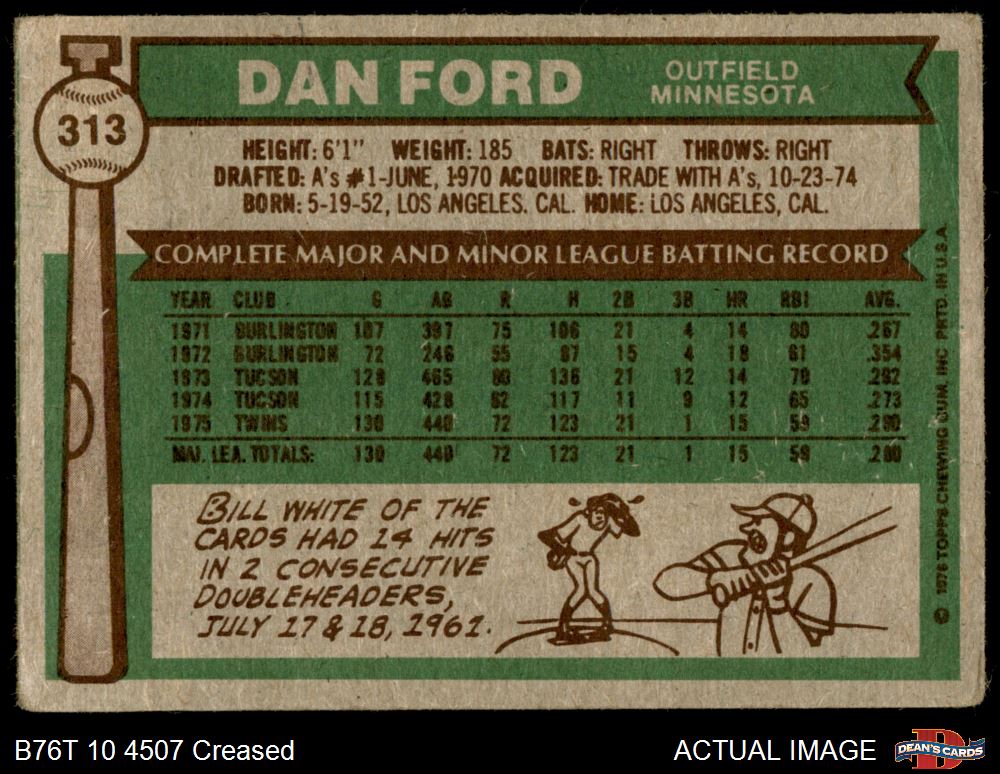 313
DAN FORD
OUTFIELD
MINNESOTA
HEIGHT: 6'1" WEIGHT: 185 BATS: RIGHT THROWS: RIGHT
DRAFTED: A's #1-JUNE, 1970 ACQUIRED: TRADE WITH A's, 10-23-74
BORN: 5-19-52, LOS ANGELES. CAL. HOME: LOS ANGELES, CAL.
COMPLETE MAJOR AND MINOR LEAGUE BATTING RECORD
YEAR CLUB G AB R H 2B 3B HR RBI AVG.
1971 BURLINGTON 107 397 75 106 21 4 14 80 .267
1972 BURLINGTON 72 246 55 87 15 4 18 61 .354
1973 TUCSON 128 465 80 136 21 12 14 79 .292
1974 TUCSON 115 428 82 117 11 9 12 65 .273
1975 TWINS 130 440 72 123 21 1 15 59 .280
MAJ. LEA. TOTALS: 130 440 72 123 21 1 15 59 .280
BILL WHITE OF THE
CARDS HAD 14 HITS
IN 2 CONSECUTIVE
DOUBLEHEADERS,
JULY 17 & 18, 1961.
© 1976 TOPPS CHEWING GUM, INC PRTD. IN U.S.A.
B76T 10 4507 Creased
ACTUAL IMAGE
D
DEAN'S CARDS